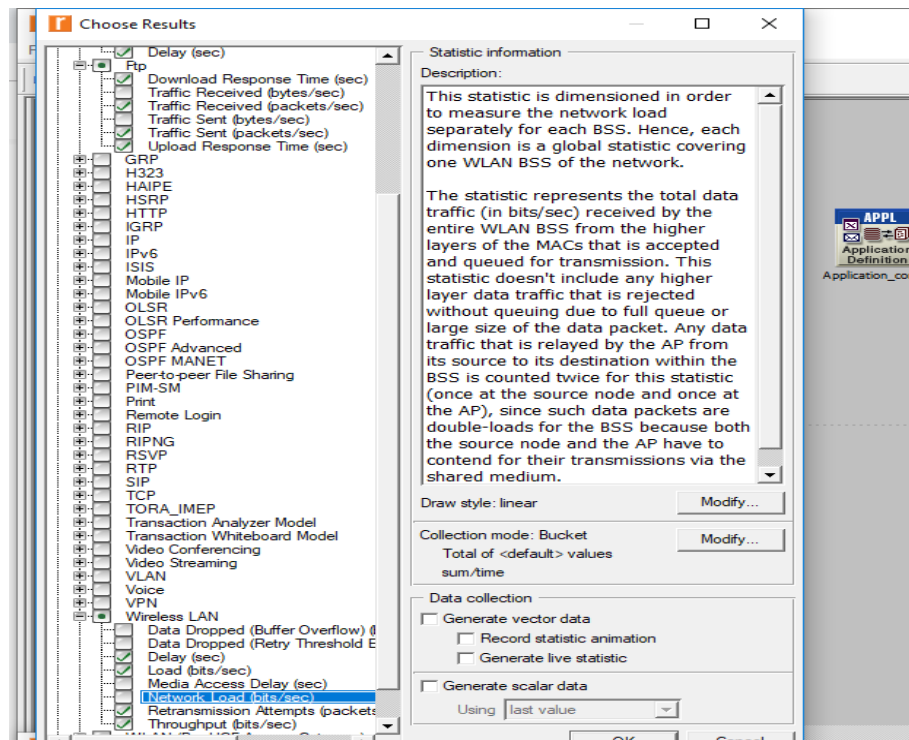 Choose Results
Delay (sec)
Ftp
Download Response Time (sec)
Traffic Received (bytes/sec)
Traffic Received (packets/sec)
Traffic Sent (bytes/sec)
Traffic Sent (packets/sec)
Upload Response Time (sec)
GRP
H323
HAIPE
HSRP
HTTP
IGRP
IP
IPv6
ISIS
Mobile IP
Mobile IPv6
OLSR
OLSR Performance
OSPF
OSPF Advanced
OSPF MANET
Peer-to-peer File Sharing
PIM-SM
Print
Remote Login
RIP
RIPNG
RSVP
RTP
SIP
TCP
TORA_IMEP
Transaction Analyzer Model
Transaction Whiteboard Model
Video Conferencing
Video Streaming
VLAN
Voice
VPN
Wireless LAN
Data Dropped (Buffer Overflow) (
Data Dropped (Retry Threshold E
Delay (sec)
Load (bits/sec)
Media Access Delay (sec)
Network Load (bits/sec)
Retransmission Attempts (packets
Throughput (bits/sec)
Statistic information
Description:
This statistic is dimensioned in order
to measure the network load
separately for each BSS. Hence, each
dimension is a global statistic covering
one WLAN BSS of the network.
The statistic represents the total data
traffic (in bits/sec) received by the
entire WLAN BSS from the higher
layers of the MACs that is accepted
and queued for transmission. This
statistic doesn't include any higher
layer data traffic that is rejected
without queuing due to full queue or
large size of the data packet. Any data
traffic that is relayed by the AP from
its source to its destination within the
BSS is counted twice for this statistic
(once at the source node and once at
the AP), since such data packets are
double-loads for the BSS because both
the source node and the AP have to
contend for their transmissions via the
shared medium.
Draw style: linear
Modify...
Collection mode: Bucket
Modify...
Total of <default> values
sum/time
Data collection
Generate vector data
Record statistic animation
Generate live statistic
Generate scalar data
Using last value
APPL
Application
Definition
Application_co